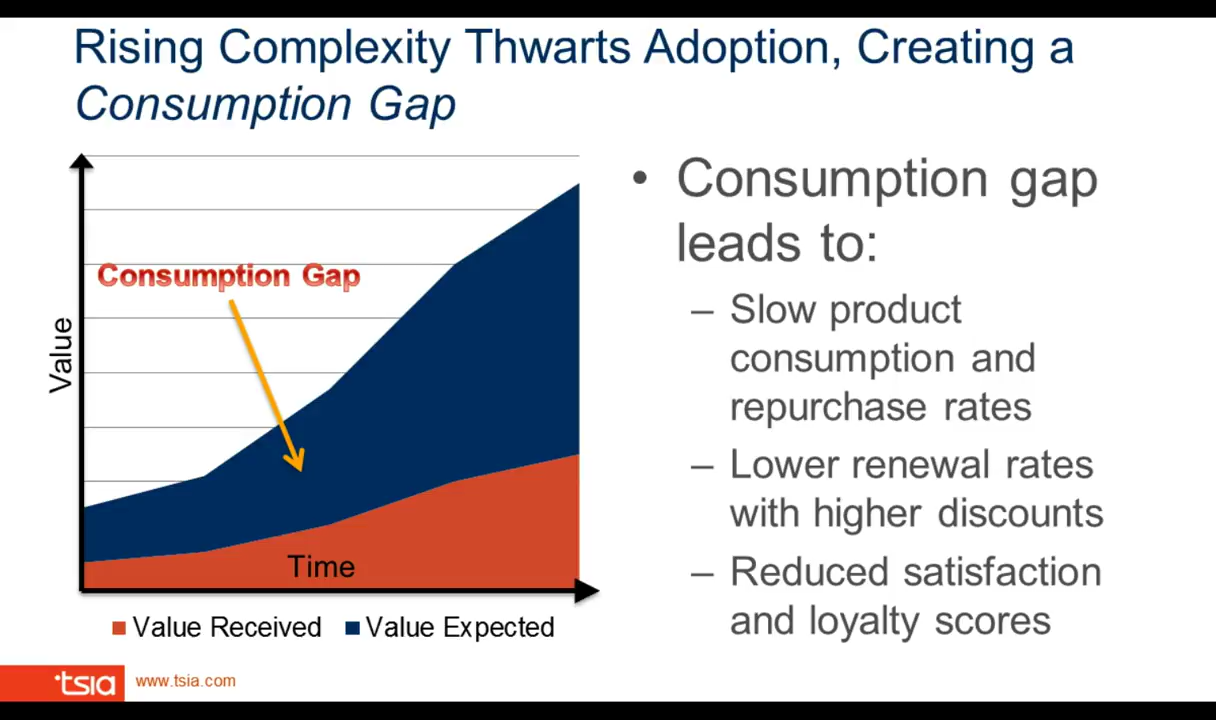 Rising Complexity Thwarts Adoption, Creating a
Consumption Gap
Consumption Gap
Value
Time
Value Received
Value Expected
• Consumption gap
leads to:
– Slow product
consumption and
repurchase rates
– Lower renewal rates
with higher discounts
– Reduced satisfaction
and loyalty scores
tsia
www.tsia.com